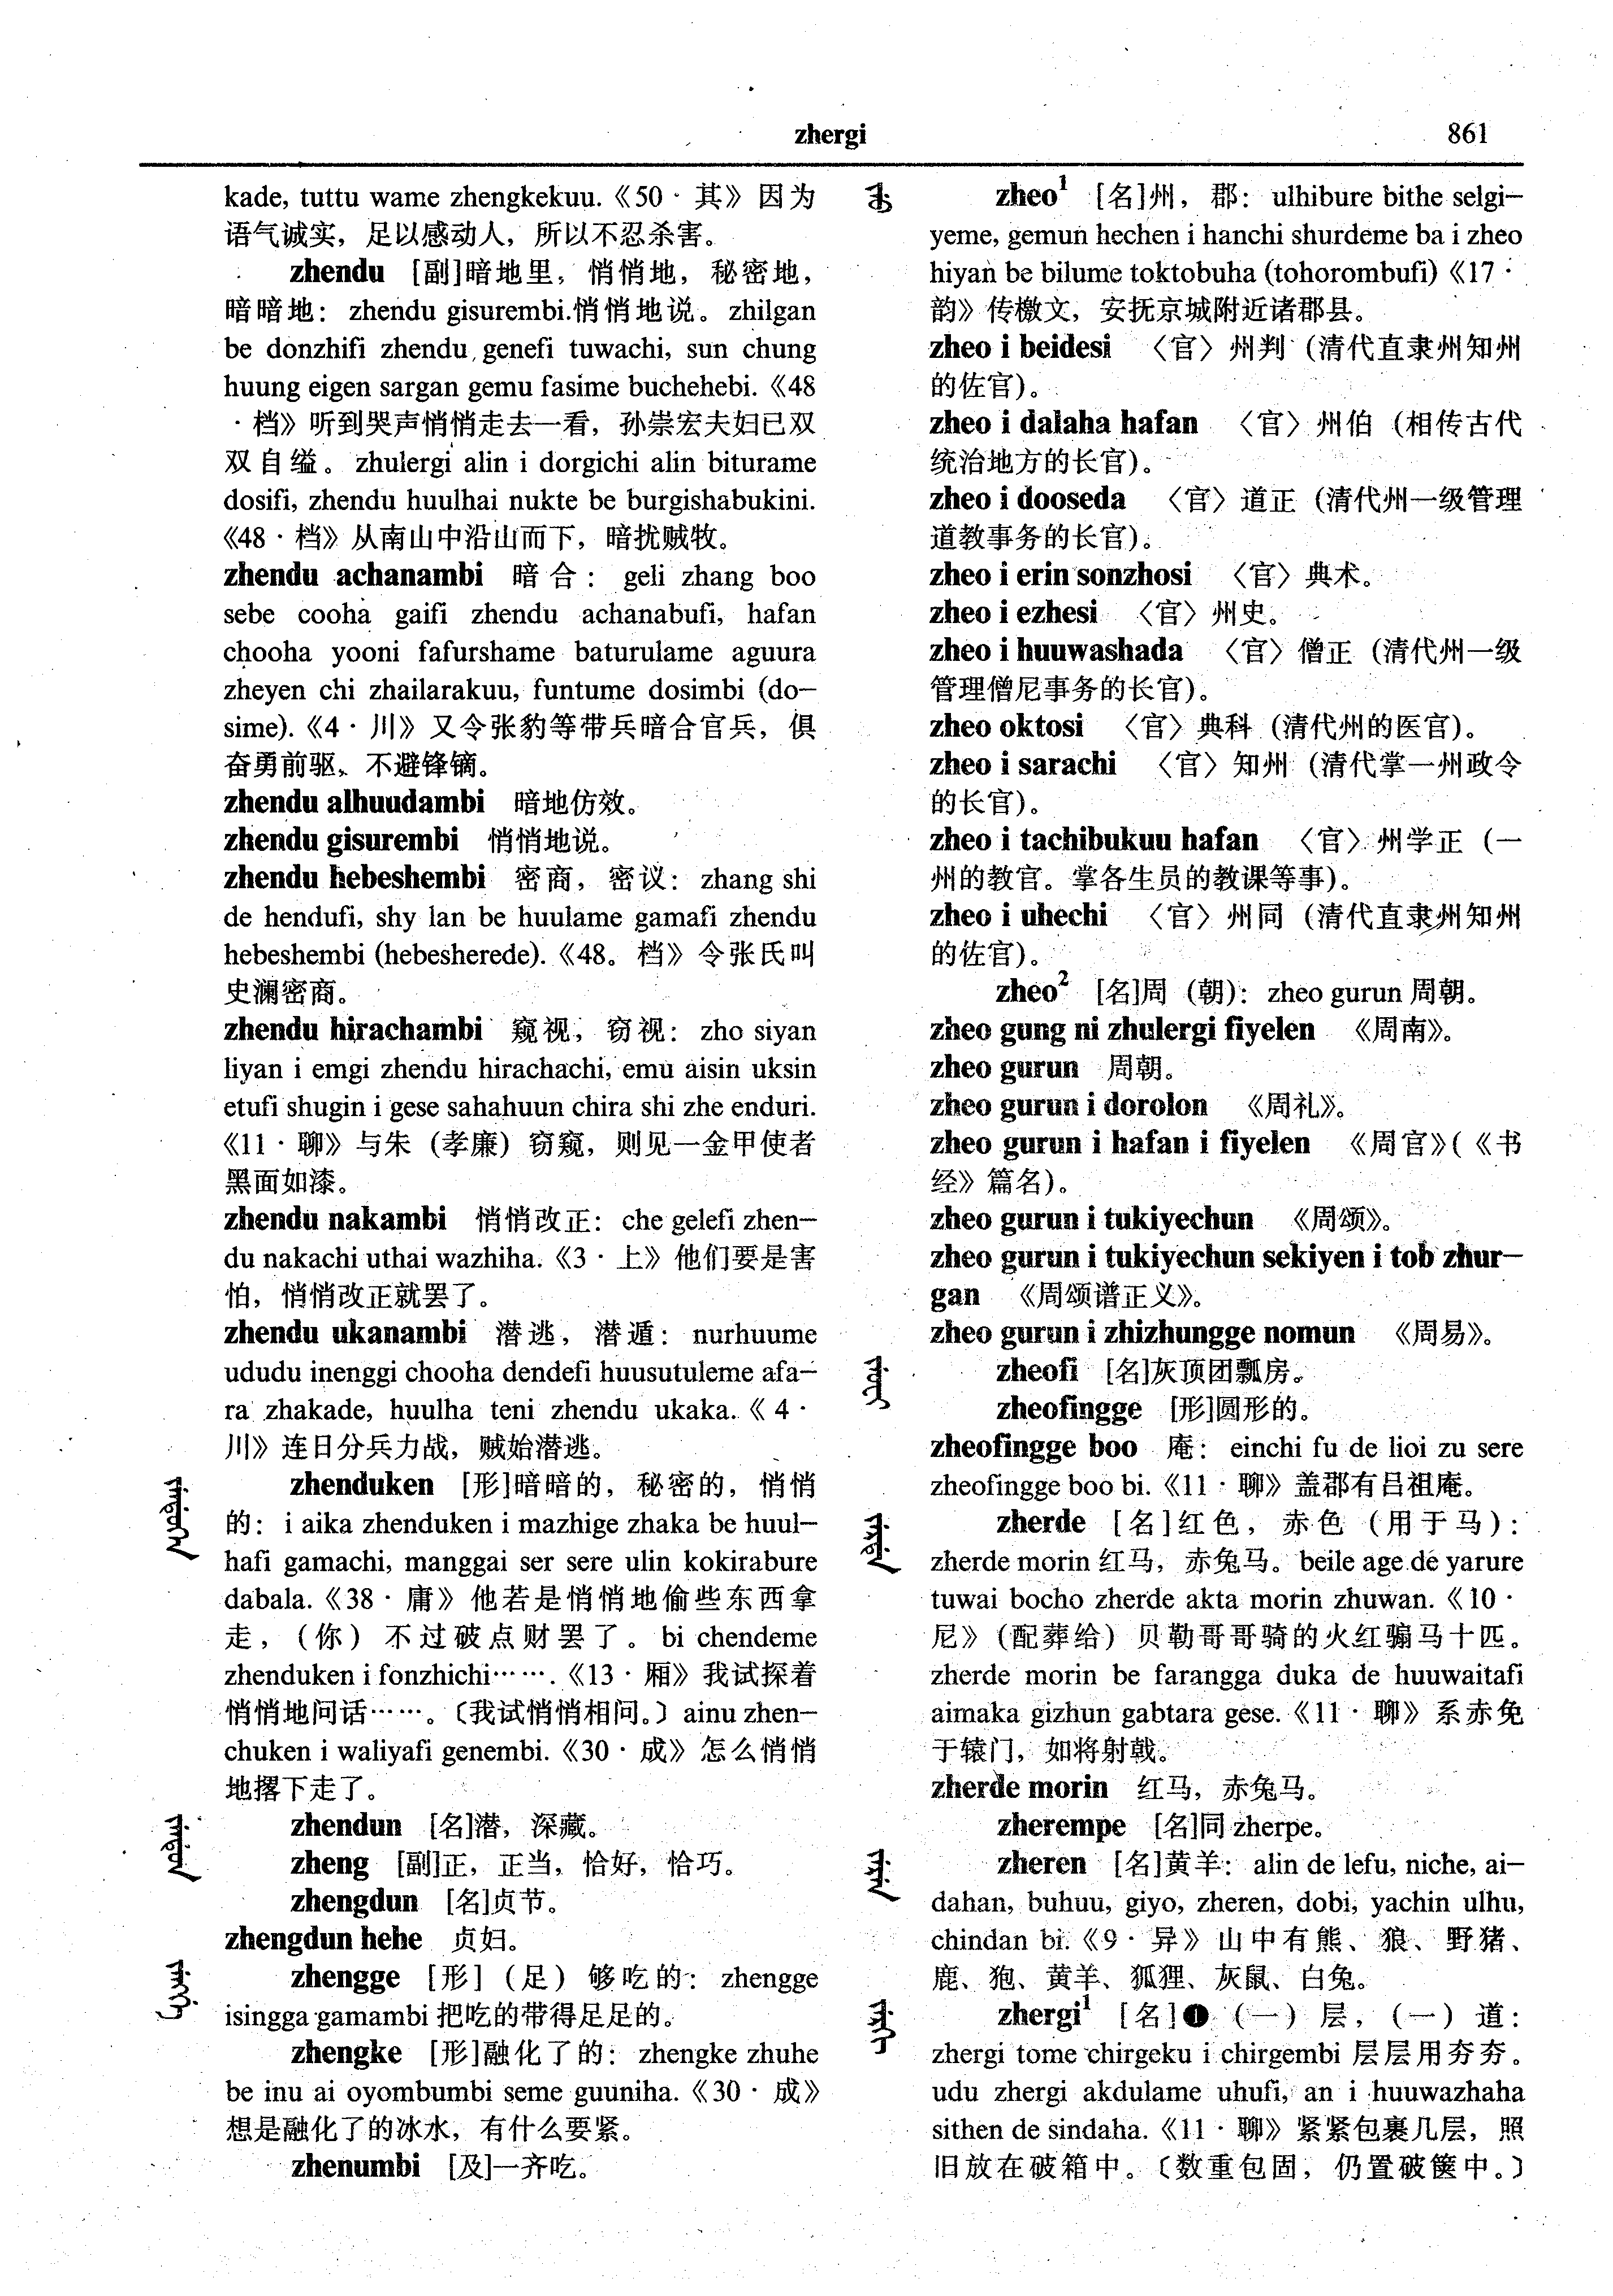 zhergi
861
kade, tuttu wame zhengkekuu.《50·其》因为
语气诚实，足以感动人，所以不忍杀害。
zhendu [副]暗地里，悄悄地，秘密地，
暗暗地：zhendu gisurembi.悄悄地说。zhilgan
be donzhifi zhendu genefi tuwachi, sun chung
huung eigen sargan gemu fasime buchehebi.《48
·档》听到哭声悄悄走去一看，孙崇宏夫妇已双
双自缢。zhulergi alin i dorgichi alin biturame
dosifi, zhendu huulhai nukte be burgishabukini.
《48·档》从南山中沿山而下，暗扰贼牧。
zhendu achanambi 暗合：geli zhang boo
sebe cooha gaifi zhendu achanabufi, hafan
chooha yooni fafurshame baturulame aguura
zheyen chi zhailarakuu, funtume dosimbi (do-
sime).《4·川》又令张豹等带兵暗合官兵，俱
奋勇前驱、不避锋镝。
zhendu alhuudambi 暗地仿效。
zhendu gisurembi 悄悄地说。
zhendu hebeshembi 密商，密议：zhang shi
de hendufi, shy lan be huulame gamafi zhendu
hebeshembi (hebesherede).《48。档》令张氏叫
史澜密商。
zhendu hirachambi 窥视，窃视：zho siyan
liyan i emgi zhendu hirachachi, emu aisin uksin
etufi shugin i gese sahahuun chira shi zhe enduri.
《11·聊》与朱（孝廉）窃窥，则见一金甲使者
黑面如漆。
zhendu nakambi 悄悄改正：che gelefi zhen-
du nakachi uthai wazhiha.《3·上》他们要是害
怕，悄悄改正就罢了。
zhendu ukanambi 潜逃，潜遁：nurhuume
ududu inenggi chooha dendefi huusutuleme afa-
ra zhakade, huulha teni zhendu ukaka.《4·
川》连日分兵力战，贼始潜逃。
zhenduken [形]暗暗的，秘密的，悄悄
的：i aika zhenduken i mazhige zhaka be huul-
hafi gamachi, manggai ser sere ulin kokirabure
dabala.《38·庸》他若是悄悄地偷些东西拿
走，（你）不过破点财罢了。bi chendeme
zhenduken i fonzhichi…….《13·厢》我试探着
悄悄地问话……。〔我试悄悄相问。〕ainu zhen-
chuken i waliyafi genembi.《30·成》怎么悄悄
地撂下走了。
zhendun [名]潜，深藏。
zheng [副]正，正当，恰好，恰巧。
zhengdun [名]贞节。
zhengdun hehe 贞妇。
zhengge [形]（足）够吃的：zhengge
isingga gamambi 把吃的带得足足的。
zhengke [形]融化了的：zhengke zhuhe
be inu ai oyombumbi seme guuniha.《30·成》
想是融化了的冰水，有什么要紧。
zhenumbi [及]一齐吃。
zheo¹ [名]州，郡：ulhibure bithe selgi-
yeme, gemun hechen i hanchi shurdeme ba i zheo
hiyan be bilume toktobuha (tohorombufi)《17·
韵》传檄文，安抚京城附近诸郡县。
zheo i beidesi 〈官〉州判（清代直隶州知州
的佐官）。
zheo i dalaha hafan 〈官〉州伯（相传古代
统治地方的长官）。
zheo i dooseda 〈官〉道正（清代州一级管理
道教事务的长官）。
zheo i erin sonzhosi 〈官〉典术。
zheo i ezhesi 〈官〉州史。
zheo i huuwashada 〈官〉僧正（清代州一级
管理僧尼事务的长官）。
zheo oktosi 〈官〉典科（清代州的医官）。
zheo i sarachi 〈官〉知州（清代掌一州政令
的长官）。
zheo i tachibukuu hafan 〈官〉州学正（一
州的教官。掌各生员的教课等事）。
zheo i uhechi 〈官〉州同（清代直隶州知州
的佐官）。
zheo² [名]周（朝）：zheo gurun 周朝。
zheo gung ni zhulergi fiyelen 《周南》。
zheo gurun 周朝。
zheo gurun i dorolon 《周礼》。
zheo gurun i hafan i fiyelen 《周官》(《书
经》篇名）。
zheo gurun i tukiyechun 《周颂》。
zheo gurun i tukiyechun sekiyen i tob zhur-
gan 《周颂谱正义》。
zheo gurun i zhizhungge nomun 《周易》。
zheofi [名]灰顶团瓢房。
zheofingge [形]圆形的。
zheofingge boo 庵：einchi fu de lioi zu sere
zheofingge boo bi.《11·聊》盖郡有吕祖庵。
zherde [名]红色，赤色（用于马）：
zherde morin 红马，赤兔马。beile age de yarure
tuwai bocho zherde akta morin zhuwan.《10·
尼》（配葬给）贝勒哥哥骑的火红骟马十匹。
zherde morin be farangga duka de huuwaitafi
aimaka gizhun gabtara gese.《11·聊》系赤兔
于辕门，如将射戟。
zherde morin 红马，赤兔马。
zherempe [名]同 zherpe。
zheren [名]黄羊：alin de lefu, niche, ai-
dahan, buhuu, giyo, zheren, dobi, yachin ulhu,
chindan bi.《9·异》山中有熊、狼、野猪、
鹿、狍、黄羊、狐狸、灰鼠、白兔。
zhergi¹ [名]❶（一）层，（一）道：
zhergi tome chirgeku i chirgembi 层层用夯夯。
udu zhergi akdulame uhufi, an i huuwazhaha
sithen de sindaha.《11·聊》紧紧包裹几层，照
旧放在破箱中。〔数重包固，仍置破箧中。〕